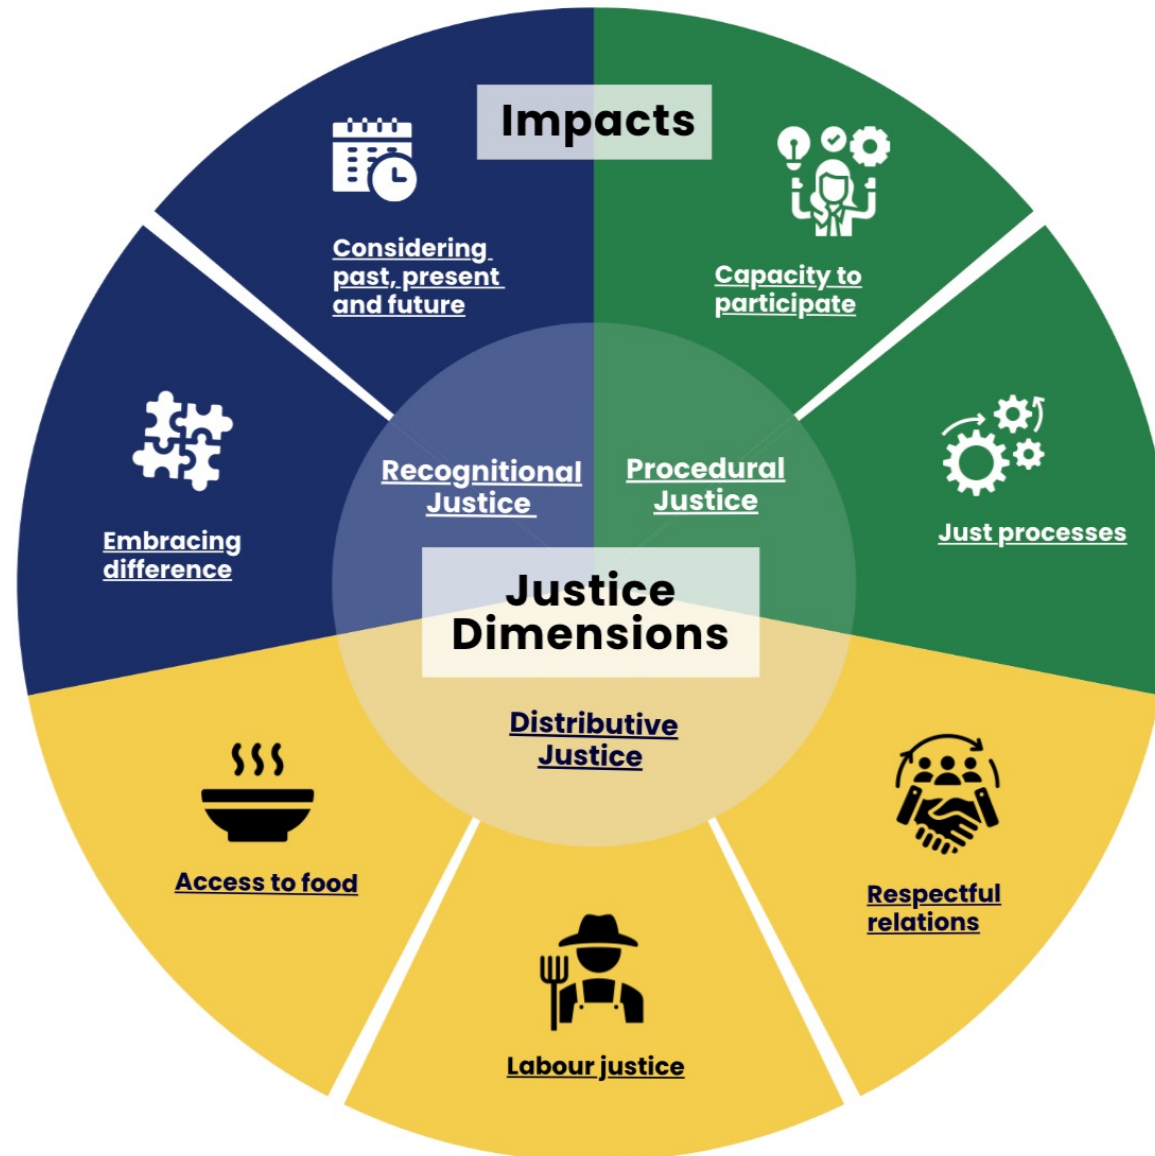 Impacts
Considering
past, present
and future
Capacity to
participate
Embracing
difference
Recognitional
Justice
Procedural
Justice
Just processes
Justice
Dimensions
Distributive
Justice
Access to food
Labour justice
Respectful
relations